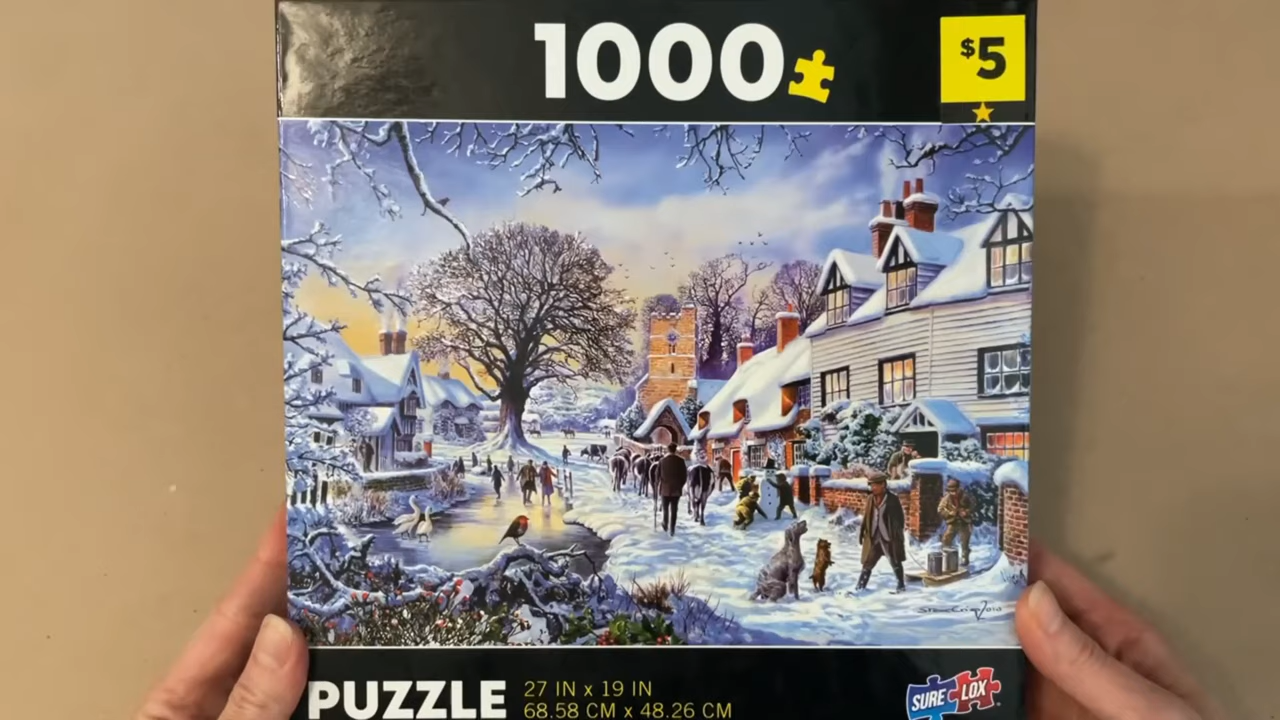 1000
$5
PUZZLE
27 IN x 19 IN
68.58 CM x 48.26 CM
SURE LOX